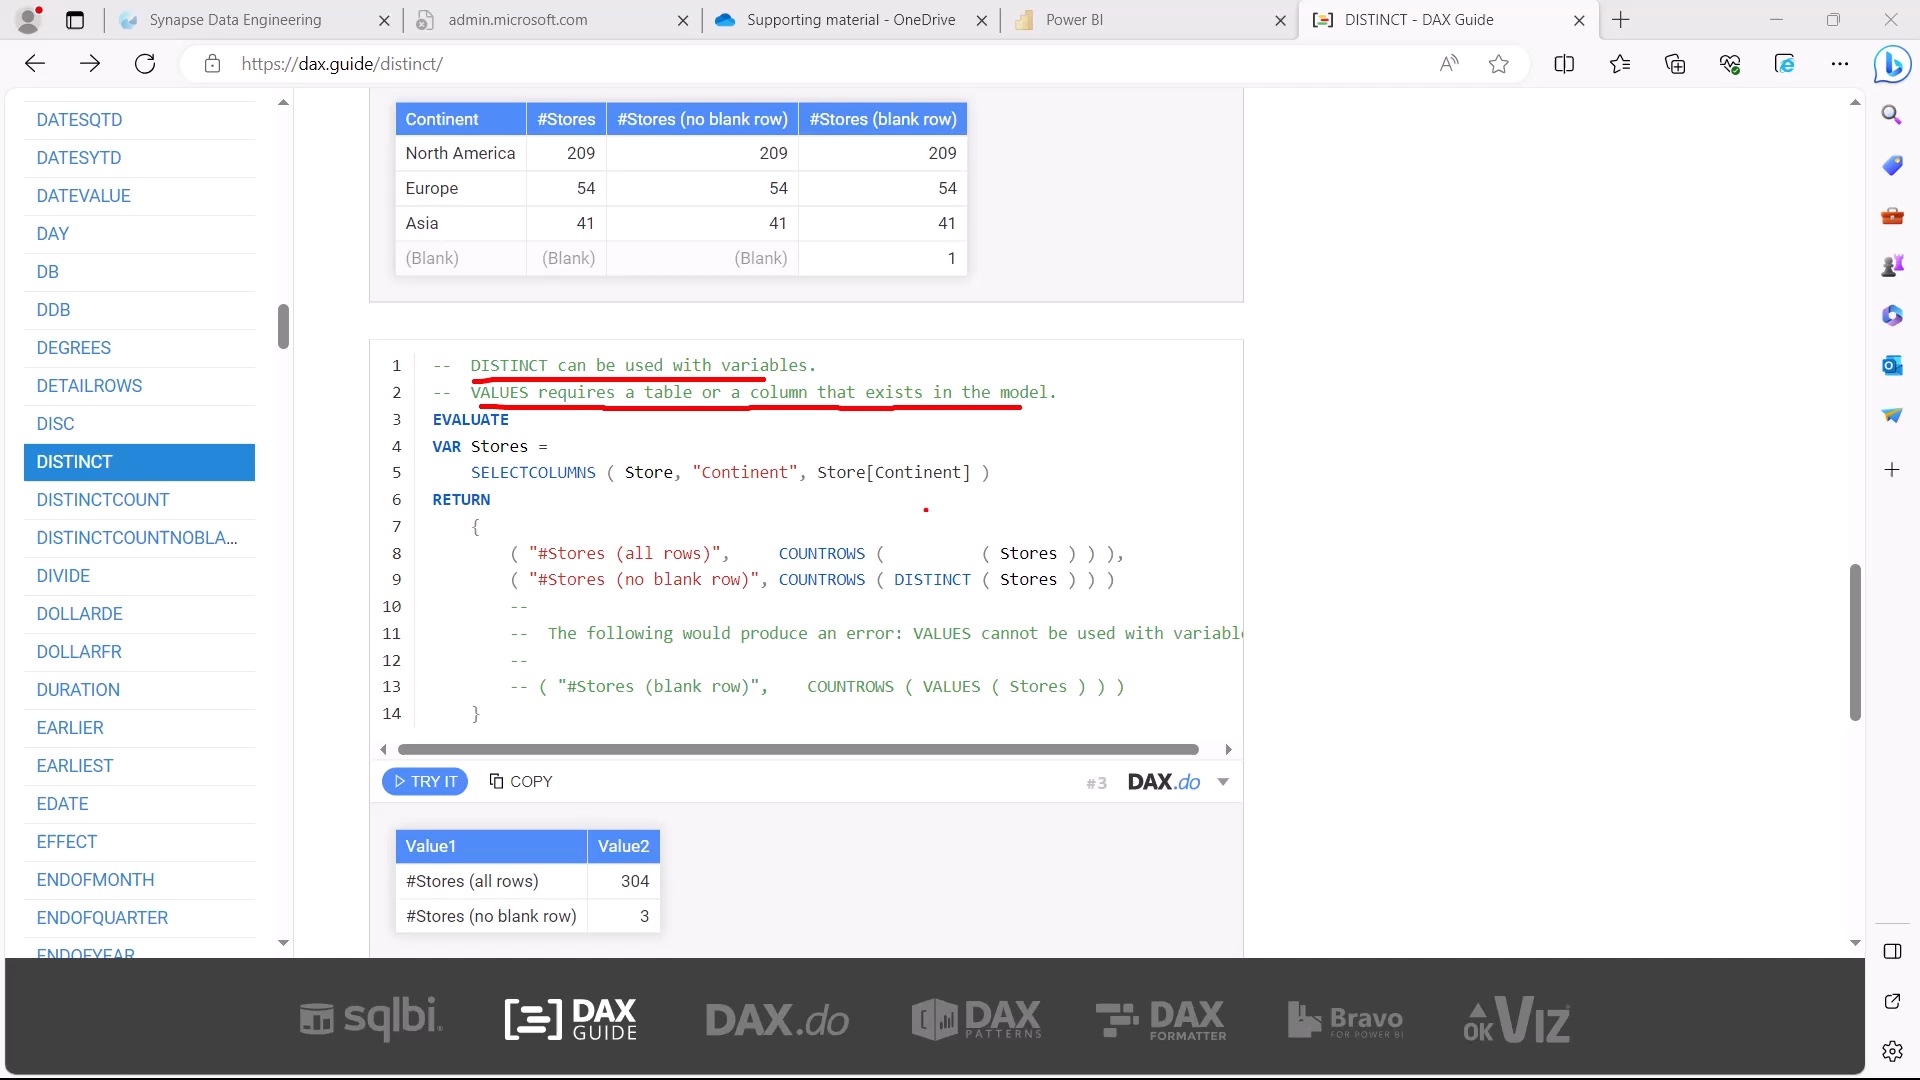 Synapse Data Engineering
admin.microsoft.com
Supporting material - OneDrive
Power BI
DISTINCT - DAX Guide
https://dax.guide/distinct/
DATESQTD
DATESYTD
DATEVALUE
DAY
DB
DDB
DEGREES
DETAILROWS
DISC
DISTINCT
DISTINCTCOUNT
DISTINCTCOUNTNOBLA...
DIVIDE
DOLLARDE
DOLLARFR
DURATION
EARLIER
EARLIEST
EDATE
EFFECT
ENDOFMONTH
ENDOFQUARTER
ENDOFYEAR
Continent #Stores #Stores (no blank row) #Stores (blank row)
North America 209 209 209
Europe 54 54 54
Asia 41 41 41
(Blank) (Blank) (Blank) 1
1 -- DISTINCT can be used with variables.
2 -- VALUES requires a table or a column that exists in the model.
3 EVALUATE
4 VAR Stores =
5 SELECTCOLUMNS ( Store, "Continent", Store[Continent] )
6 RETURN
7 {
8 ( "#Stores (all rows)", COUNTROWS ( ( Stores ) ) ),
9 ( "#Stores (no blank row)", COUNTROWS ( DISTINCT ( Stores ) ) )
10 --
11 -- The following would produce an error: VALUES cannot be used with variabl
12 --
13 -- ( "#Stores (blank row)", COUNTROWS ( VALUES ( Stores ) ) )
14 }
TRY IT COPY #3 DAX.do
Value1 Value2
#Stores (all rows) 304
#Stores (no blank row) 3
sqlbi. DAX GUIDE DAX.do DAX PATTERNS DAX FORMATTER Bravo FOR POWER BI OK VIZ